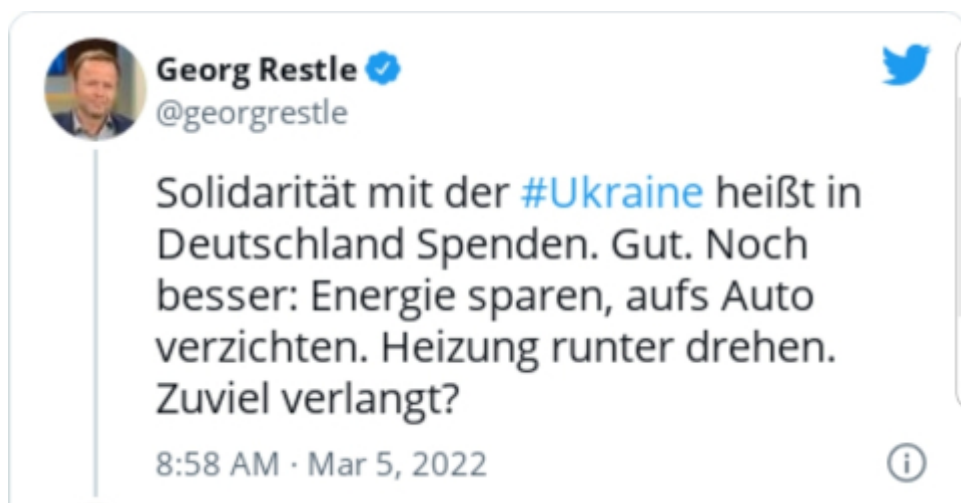 Georg Restle
@georgrestle
Solidarität mit der #Ukraine heißt in
Deutschland Spenden. Gut. Noch
besser: Energie sparen, aufs Auto
verzichten. Heizung runter drehen.
Zuviel verlangt?
8:58 AM · Mar 5, 2022